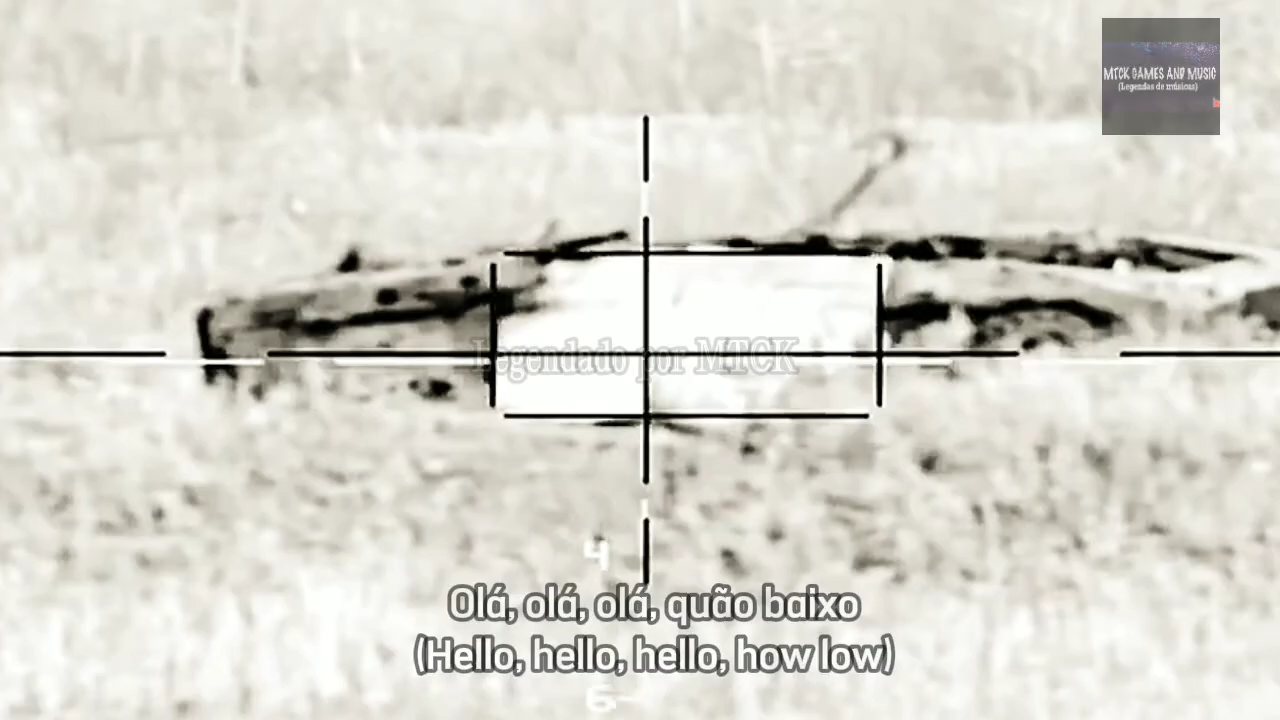 MTCK GAMES AND MUSIC
(Legendas de músicas)
Legendado por MTCK
4
Olá, olá, olá, quão baixo
(Hello, hello, hello, how low)
6